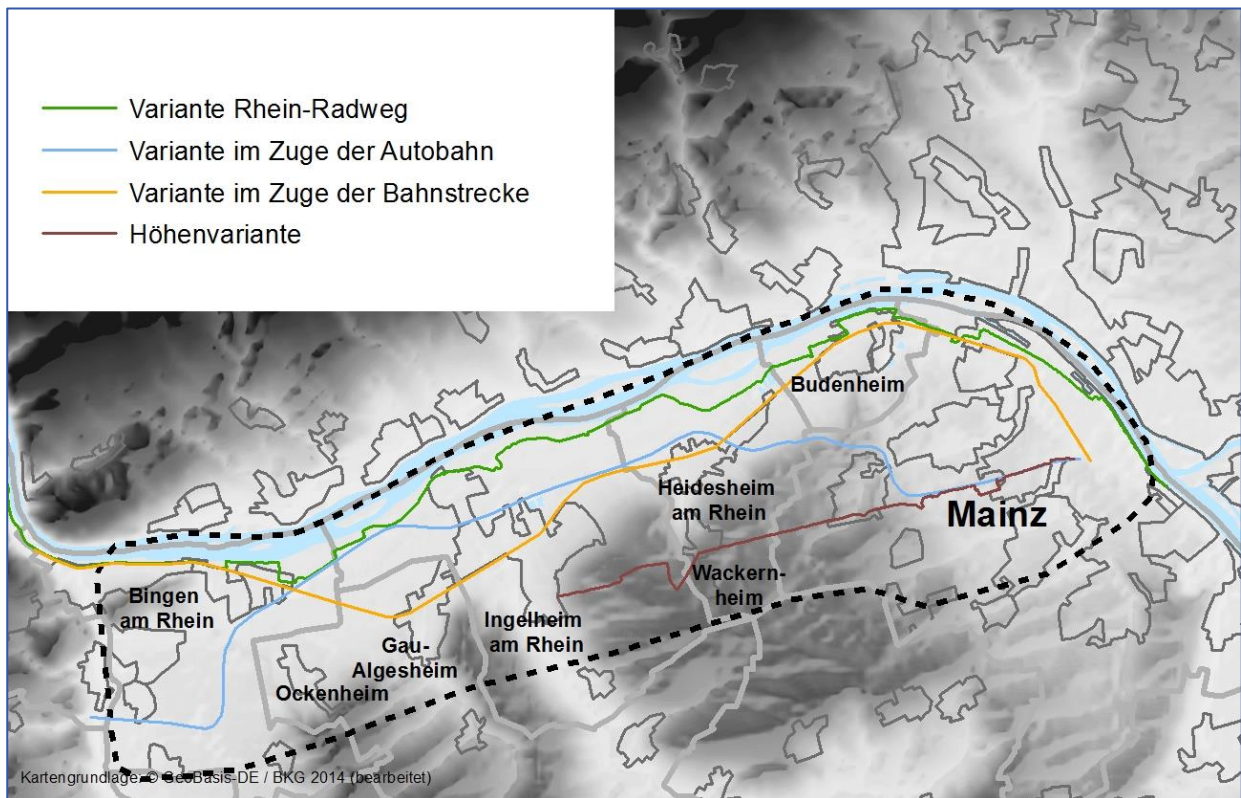 Variante Rhein-Radweg
Variante im Zuge der Autobahn
Variante im Zuge der Bahnstrecke
Höhenvariante
Budenheim
Heidesheim
am Rhein
Mainz
Wackern-
heim
Bingen
am Rhein
Ingelheim
am Rhein
Gau-
Algesheim
Ockenheim
Kartengrundlage: © GeoBasis-DE / BKG 2014 (bearbeitet)